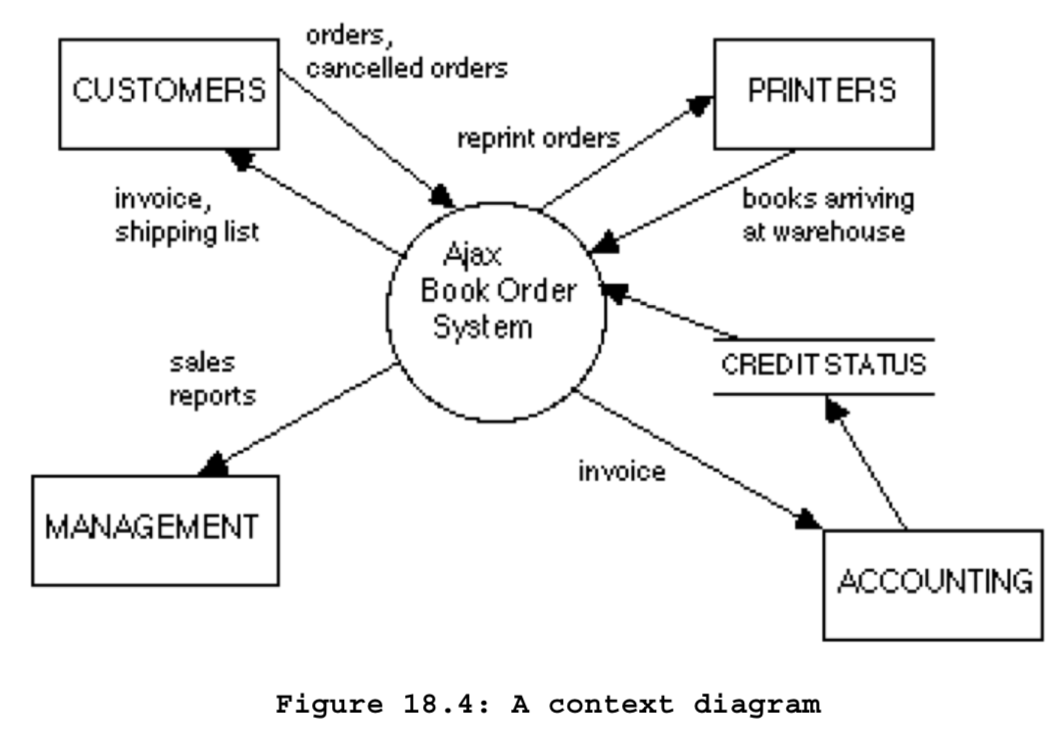 orders,
cancelled orders
CUSTOMERS
PRINTERS
reprint orders
invoice,
shipping list
books arriving
at warehouse
Ajax
Book Order
System
sales
reports
CREDIT STATUS
invoice
MANAGEMENT
ACCOUNTING
Figure 18.4: A context diagram